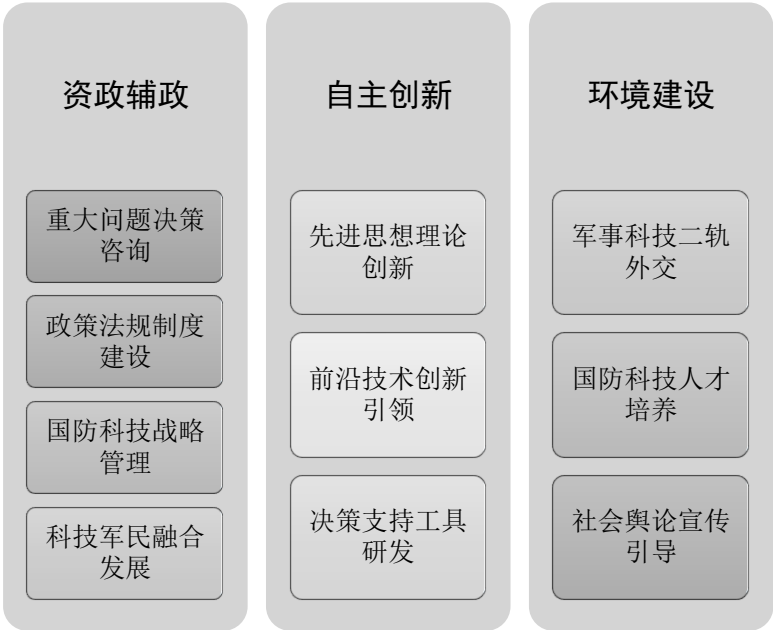 资政辅政
重大问题决策
咨询
政策法规制度
建设
国防科技战略
管理
科技军民融合
发展
自主创新
先进思想理论
创新
前沿技术创新
引领
决策支持工具
研发
环境建设
军事科技二轨
外交
国防科技人才
培养
社会舆论宣传
引导